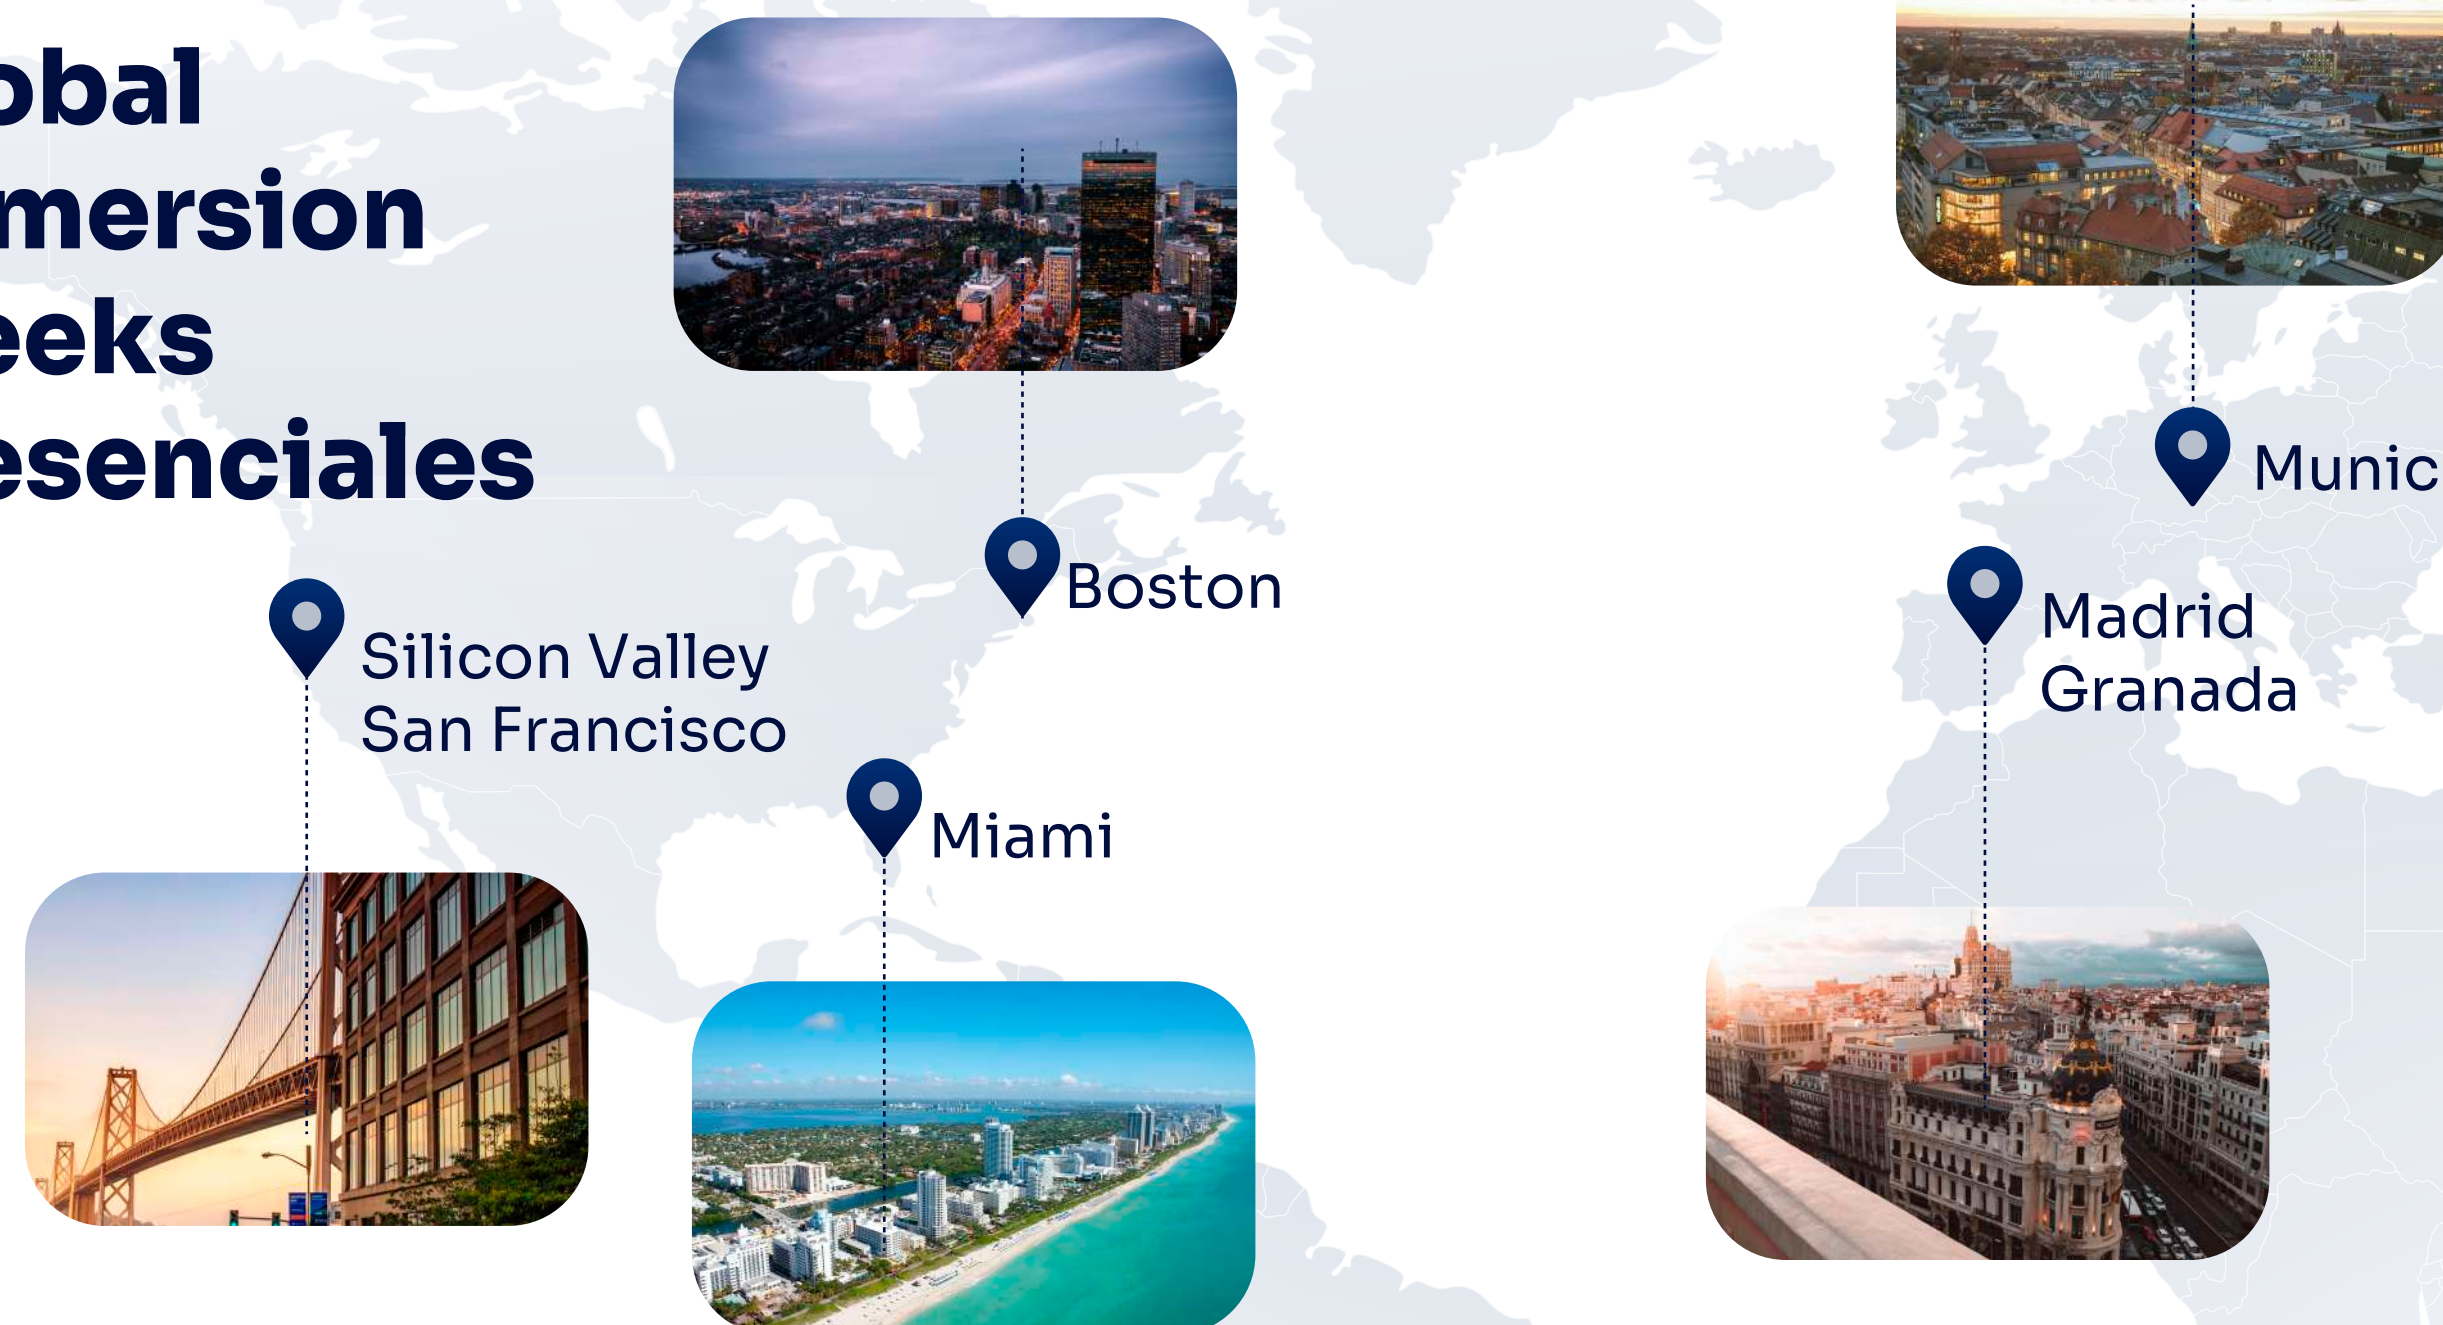 obal
mersion
eeks
esenciales
Boston
Munic
Silicon Valley
San Francisco
Madrid
Granada
Miami